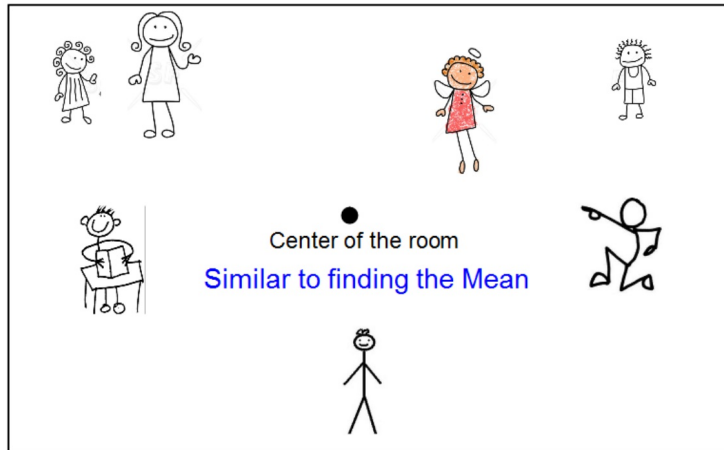 Center of the room
Similar to finding the Mean